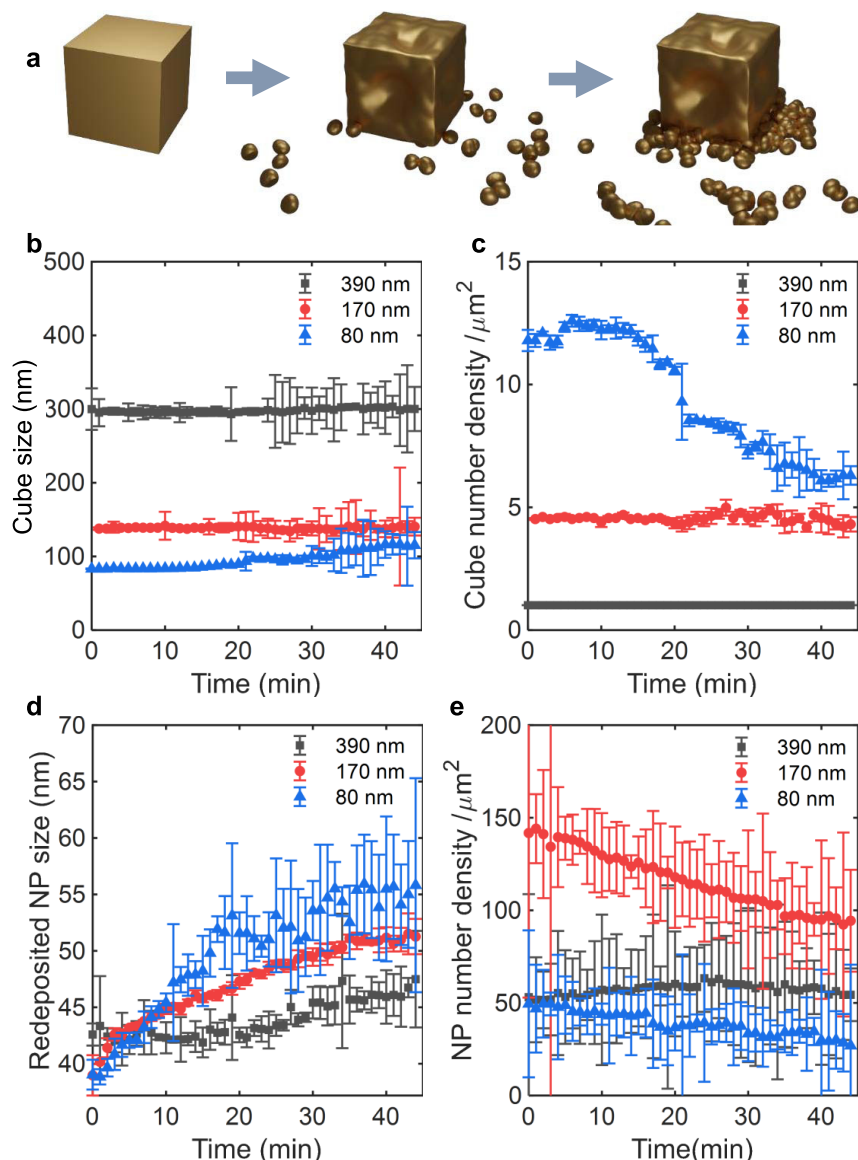 a
b
500
400
300
200
100
0
Cube size (nm)
390 nm
170 nm
80 nm
0
10
20
30
40
Time (min)
c
15
10
5
0
Cube number density /μm²
390 nm
170 nm
80 nm
0
10
20
30
40
Time (min)
d
70
65
60
55
50
45
40
Redeposited NP size (nm)
390 nm
170 nm
80 nm
0
10
20
30
40
Time (min)
e
200
150
100
50
0
NP number density /μm²
390 nm
170 nm
80 nm
0
10
20
30
40
Time(min)